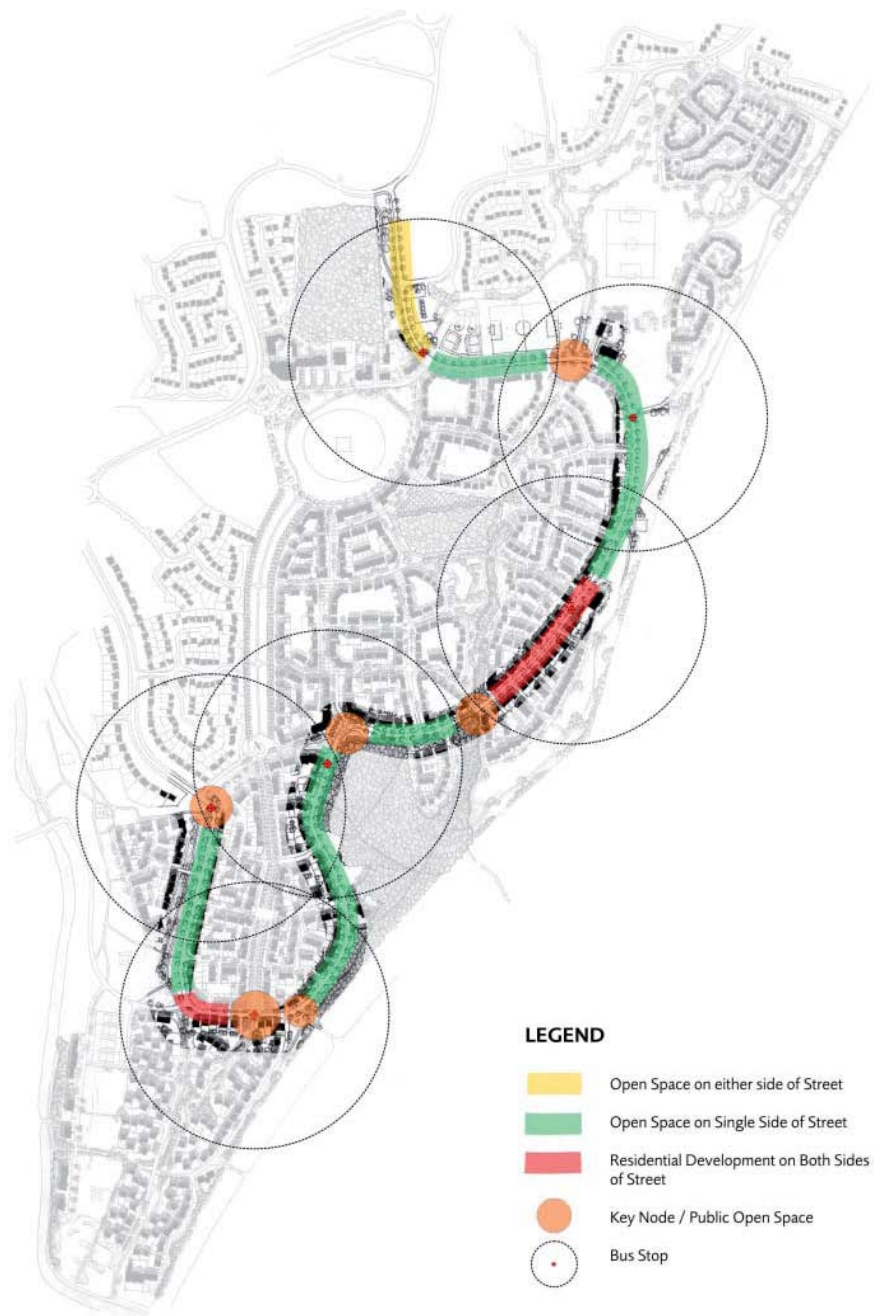 LEGEND
Open Space on either side of Street
Open Space on Single Side of Street
Residential Development on Both Sides
of Street
Key Node / Public Open Space
Bus Stop